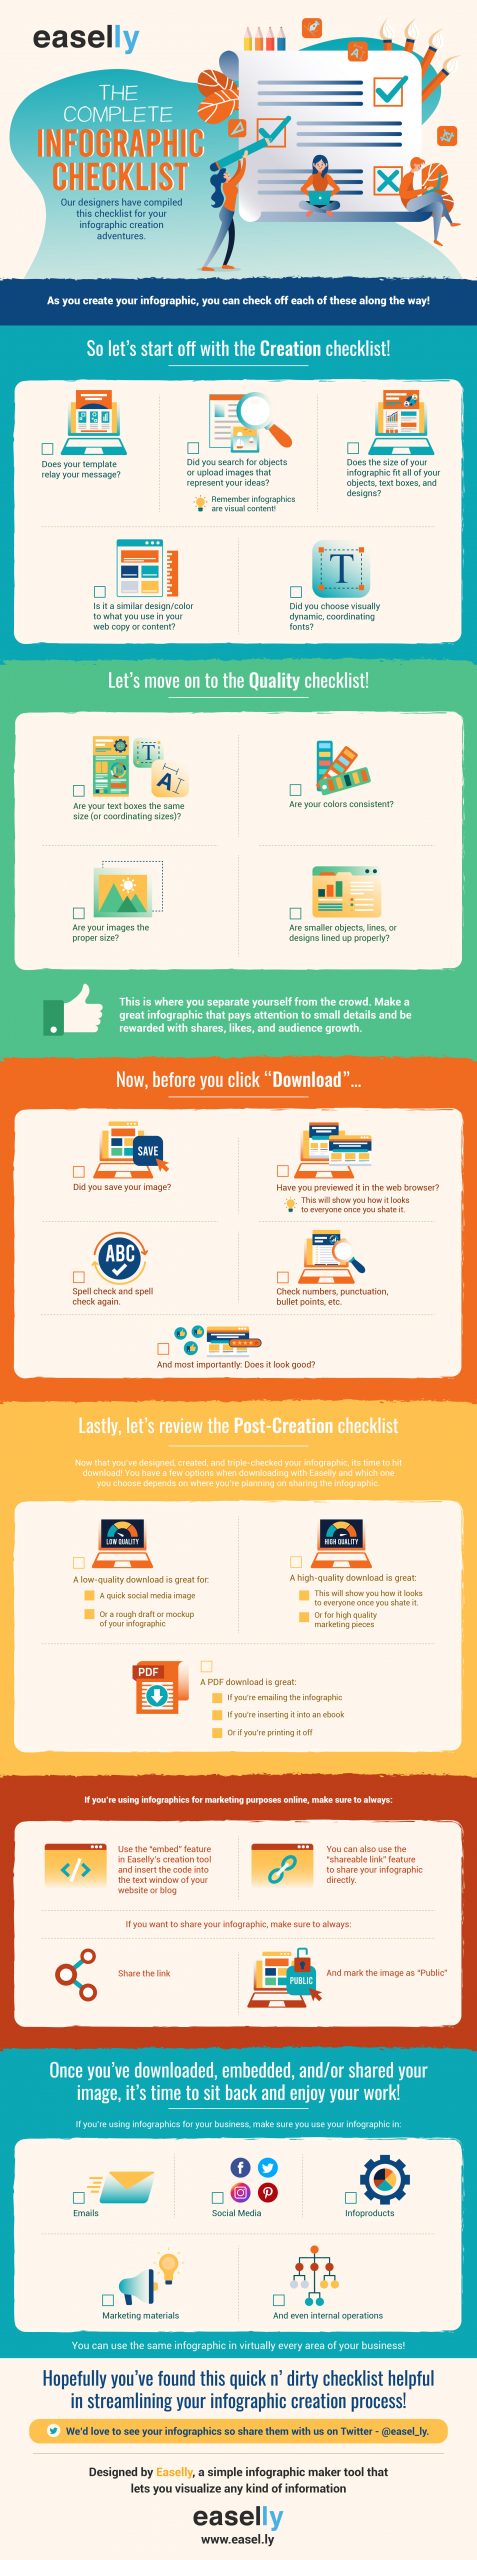 easelly
THE
COMPLETE
INFOGRAPHIC
CHECKLIST
Our designers have compiled
this checklist for your
infographic creation
adventures.
As you create your infographic, you can check off each of these along the way!
So let's start off with the Creation checklist!
Does your template
relay your message?
Did you search for objects
or upload images that
represent your ideas?
Remember infographics
are visual content!
Does the size of your
infographic fit all of your
objects, text boxes, and
designs?
Is it a similar design/color
to what you use in your
web copy or content?
T
Did you choose visually
dynamic, coordinating
fonts?
Let's move on to the Quality checklist!
T
A
Are your text boxes the same
size (or coordinating sizes)?
Are your colors consistent?
Are your images the
proper size?
Are smaller objects, lines, or
designs lined up properly?
This is where you separate yourself from the crowd. Make a
great infographic that pays attention to small details and be
rewarded with shares, likes, and audience growth.
Now, before you click “Download”...
SAVE
Did you save your image?
Have you previewed it in the web browser?
This will show you how it looks
to everyone once you shate it.
ABC
Spell check and spell
check again.
Check numbers, punctuation,
bullet points, etc.
And most importantly: Does it look good?
Lastly, let's review the Post-Creation checklist
Now that you've designed, created, and triple-checked your infographic, its time to hit
download! You have a few options when downloading with Easelly and which one
you choose depends on where you're planning on sharing the infographic.
LOW QUALITY
A low-quality download is great for:
A quick social media image
Or a rough draft or mockup
of your infographic
HIGH QUALITY
A high-quality download is great:
This will show you how it looks
to everyone once you shate it.
Or for high quality
marketing pieces
PDF
A PDF download is great:
If you're emailing the infographic
If you're inserting it into an ebook
Or if you're printing it off
If you're using infographics for marketing purposes online, make sure to always:
</>
Use the “embed” feature
in Easelly's creation tool
and insert the code into
the text window of your
website or blog
You can also use the
“shareable link” feature
to share your infographic
directly.
If you want to share your infographic, make sure to always:
Share the link
PUBLIC
And mark the image as “Public”
Once you've downloaded, embedded, and/or shared your
image, it's time to sit back and enjoy your work!
If you're using infographics for your business, make sure you use your infographic in:
Emails
Social Media
Infoproducts
Marketing materials
And even internal operations
You can use the same infographic in virtually every area of your business!
Hopefully you've found this quick n' dirty checklist helpful
in streamlining your infographic creation process!
We'd love to see your infographics so share them with us on Twitter - @easel_ly.
Designed by Easelly, a simple infographic maker tool that
lets you visualize any kind of information
easelly
www.easel.ly